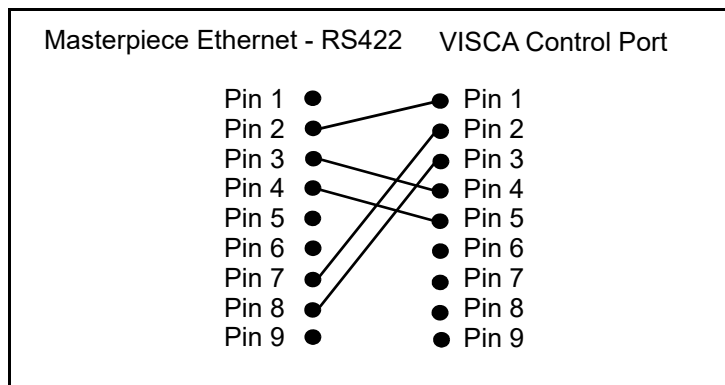 Masterpiece Ethernet - RS422 VISCA Control Port
Pin 1 Pin 1
Pin 2 Pin 2
Pin 3 Pin 3
Pin 4 Pin 4
Pin 5 Pin 5
Pin 6 Pin 6
Pin 7 Pin 7
Pin 8 Pin 8
Pin 9 Pin 9